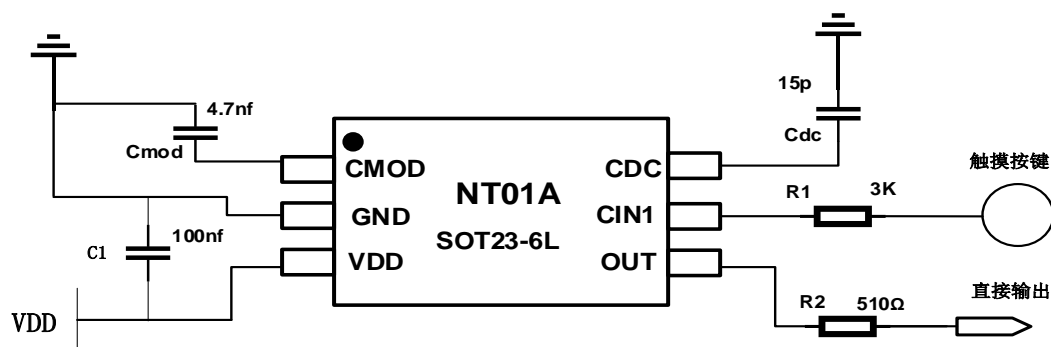 4.7nf
Cmod
15p
Cdc
CMOD
GND
VDD
NT01A
SOT23-6L
CDC
CIN1
OUT
C1
100nf
VDD
R1
3K
触摸按键
R2
510Ω
直接输出